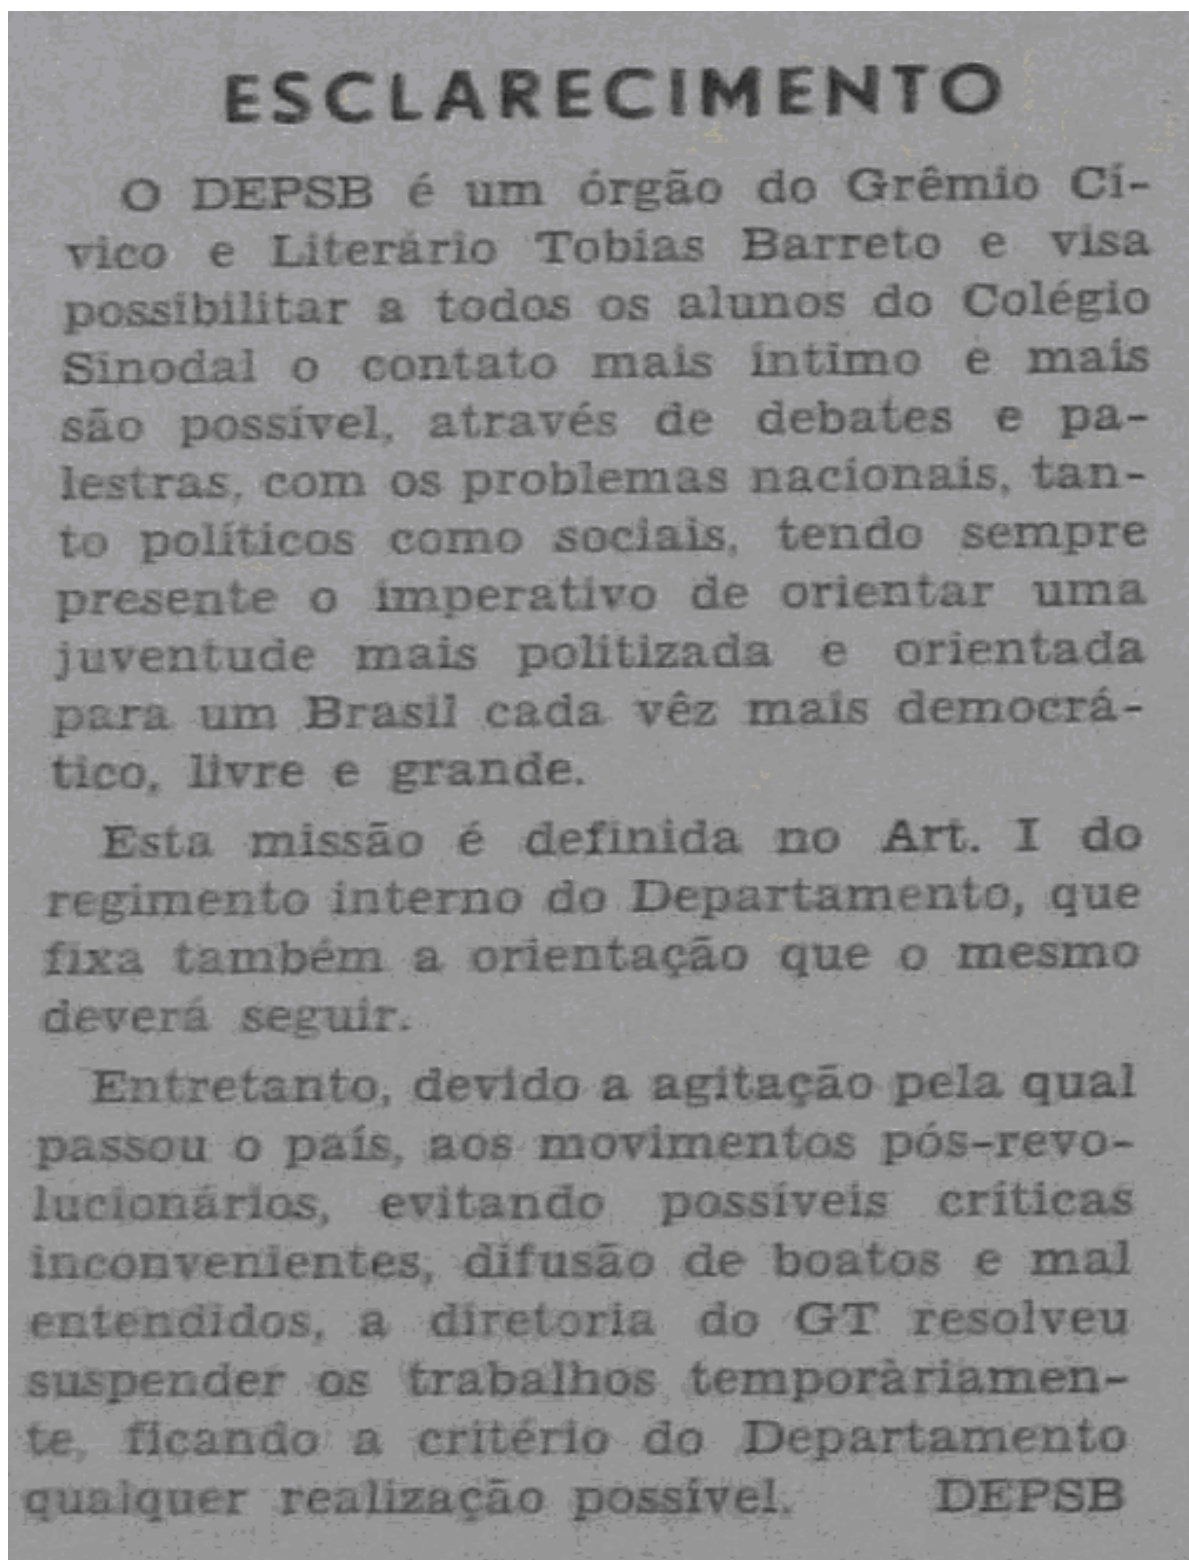 ESCLARECIMENTO
O DEPSB é um órgão do Grêmio Cí-
vico e Literário Tobias Barreto e visa
possibilitar a todos os alunos do Colégio
Sinodal o contato mais íntimo e mais
são possível, através de debates e pa-
lestras, com os problemas nacionais, tan-
to políticos como sociais, tendo sempre
presente o imperativo de orientar uma
juventude mais politizada e orientada
para um Brasil cada vêz mais democrá-
tico, livre e grande.
Esta missão é definida no Art. I do
regimento interno do Departamento, que
fixa também a orientação que o mesmo
deverá seguir.
Entretanto, devido a agitação pela qual
passou o país, aos movimentos pós-revo-
lucionários, evitando possíveis críticas
inconvenientes, difusão de boatos e mal
entendidos, a diretoria do GT resolveu
suspender os trabalhos temporàriamen-
te, ficando a critério do Departamento
qualquer realização possível. DEPSB